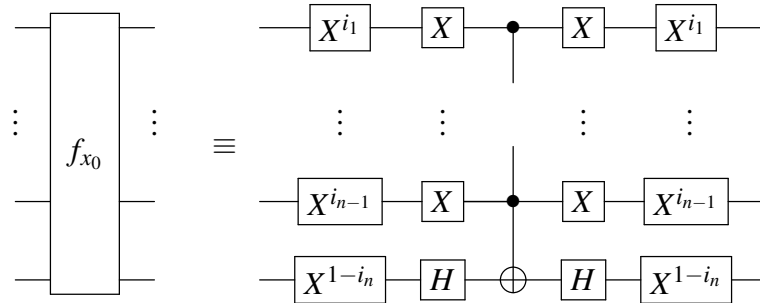 $X^{i_1}$ $X$ $X$ $X^{i_1}$
⋮ ⋮ ⋮ ⋮ ⋮ ⋮
$f_{x_0}$ ≡
$X^{i_{n-1}}$ $X$ $X$ $X^{i_{n-1}}$
$X^{1-i_n}$ $H$ $H$ $X^{1-i_n}$